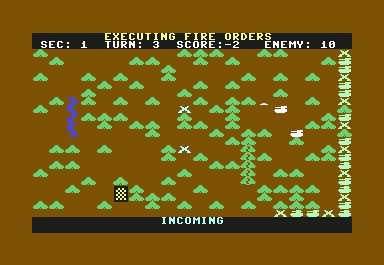 EXECUTING FIRE ORDERS
SEC: 1 TURN: 3 SCORE:-2 ENEMY: 10
INCOMING